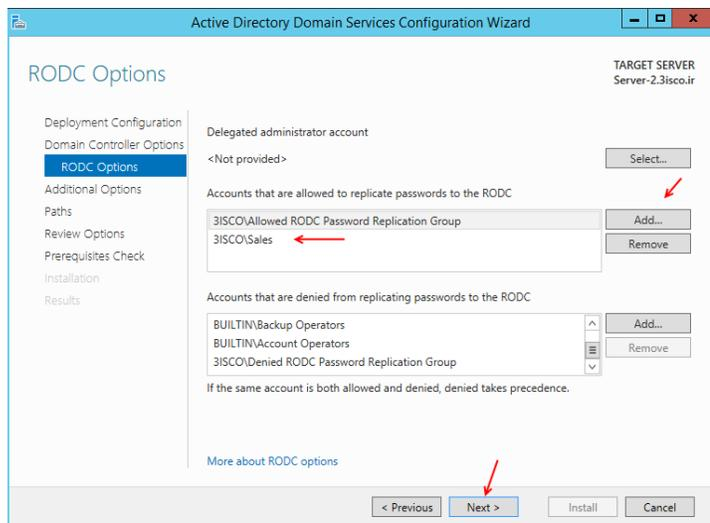 Active Directory Domain Services Configuration Wizard
RODC Options
TARGET SERVER
Server-2.3isco.ir
Deployment Configuration
Domain Controller Options
RODC Options
Additional Options
Paths
Review Options
Prerequisites Check
Installation
Results
Delegated administrator account
<Not provided>
Select...
Accounts that are allowed to replicate passwords to the RODC
3ISCO\Allowed RODC Password Replication Group
3ISCO\Sales
Add...
Remove
Accounts that are denied from replicating passwords to the RODC
BUILTIN\Backup Operators
BUILTIN\Account Operators
3ISCO\Denied RODC Password Replication Group
Add...
Remove
If the same account is both allowed and denied, denied takes precedence.
More about RODC options
< Previous
Next >
Install
Cancel